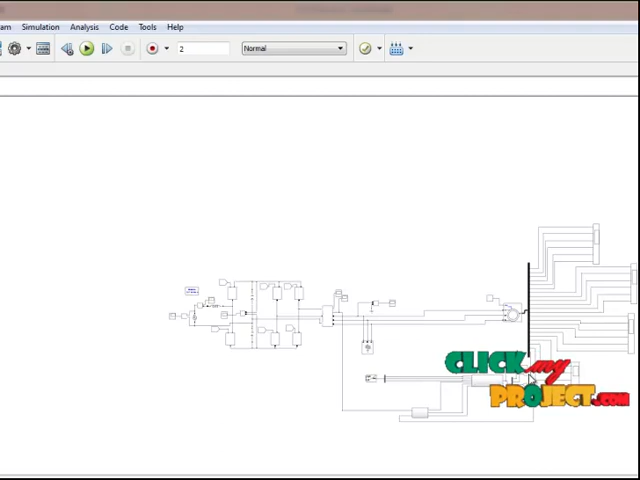 am Simulation Analysis Code Tools Help
2 Normal
CLICK my
PROJECT.com